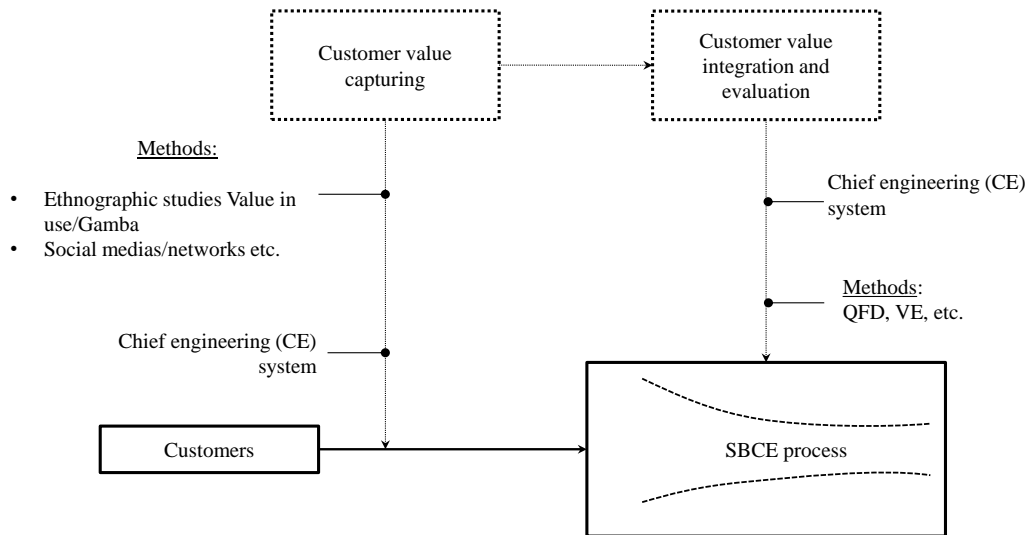 Customer value
capturing
Customer value
integration and
evaluation
Methods:
• Ethnographic studies Value in
use/Gamba
• Social medias/networks etc.
Chief engineering (CE)
system
Methods:
QFD, VE, etc.
Chief engineering (CE)
system
Customers
SBCE process